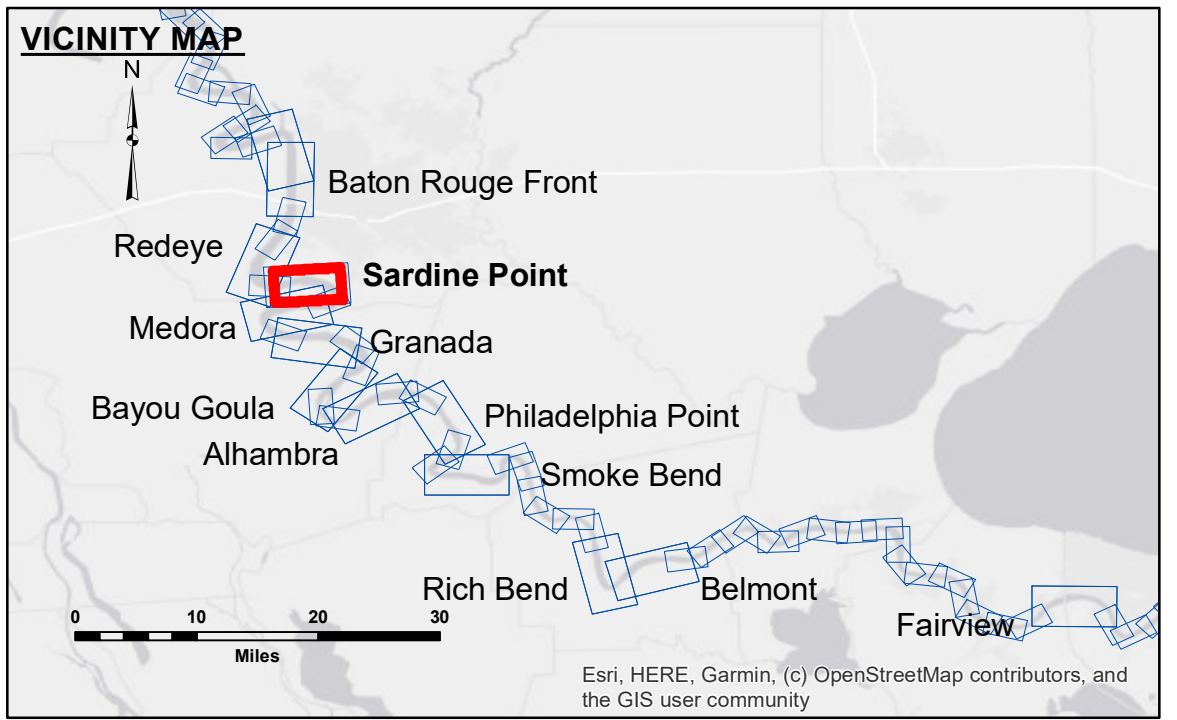 VICINITY MAP
N
Baton Rouge Front
Redeye
Sardine Point
Medora
Granada
Bayou Goula
Philadelphia Point
Alhambra
Smoke Bend
Rich Bend
Belmont
0 10 20 30
Miles
Fairview
Esri, HERE, Garmin, (c) OpenStreetMap contributors, and
the GIS user community